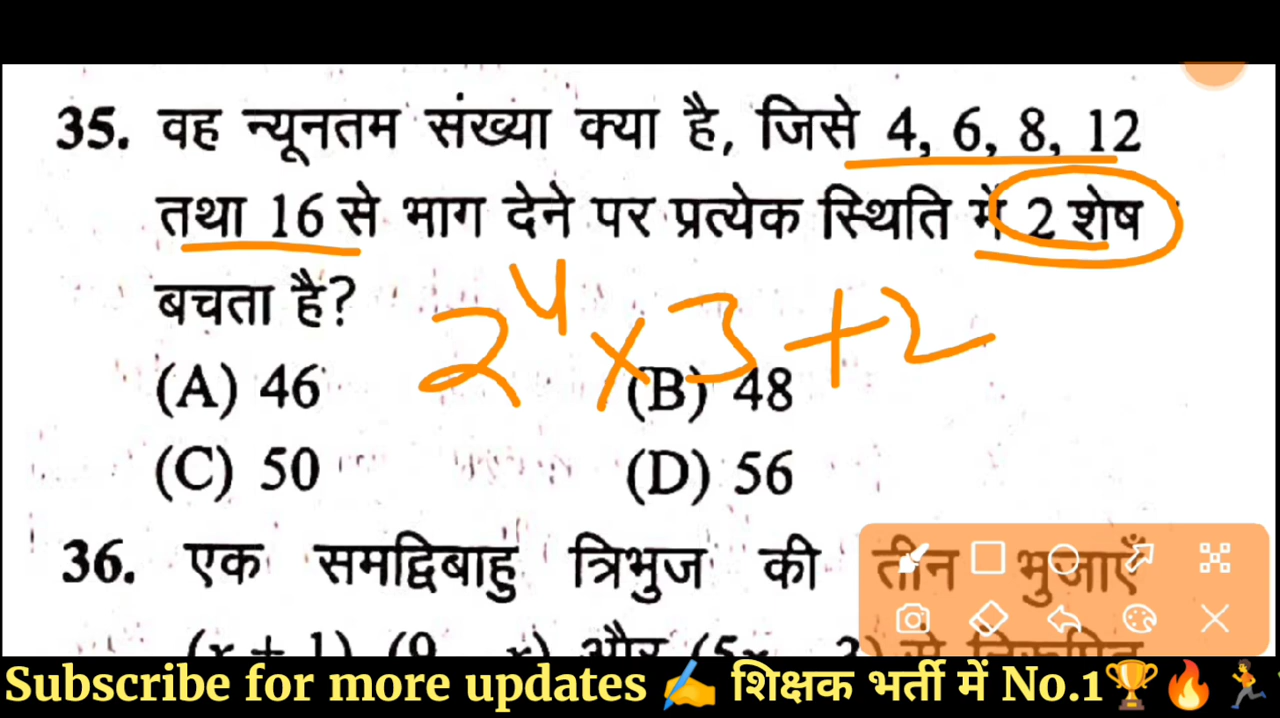 35. वह न्यूनतम संख्या क्या है, जिसे 4, 6, 8, 12
तथा 16 से भाग देने पर प्रत्येक स्थिति में 2 शेष
बचता है?
2⁴ × 3 + 2
(A) 46 (B) 48
(C) 50 (D) 56
36. एक समद्विबाहु त्रिभुज की तीन भुजाएँ
Subscribe for more updates ✍️ शिक्षक भर्ती में No.1🏆🔥🏃